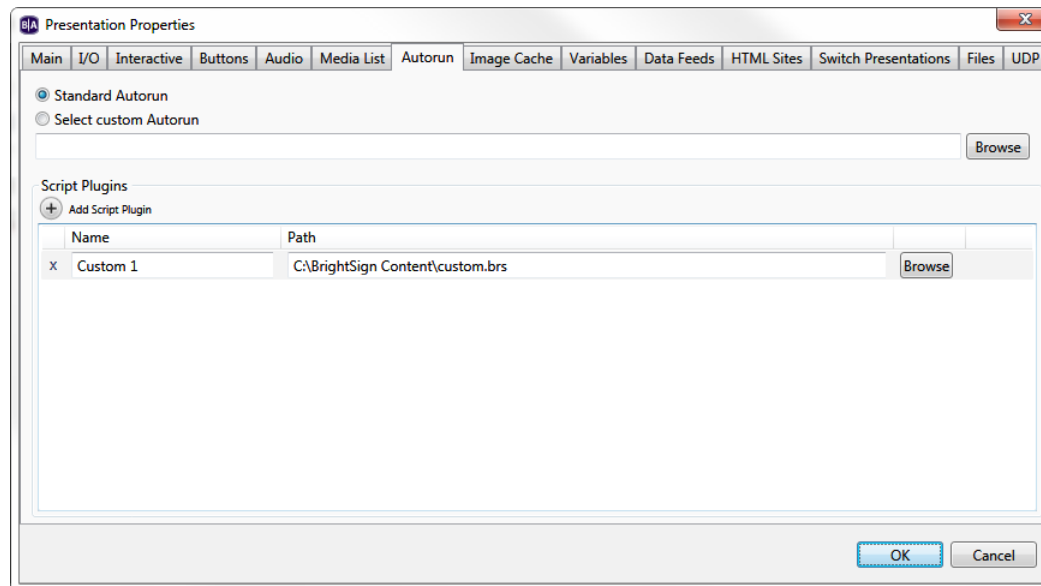 B|A Presentation Properties x
Main I/O Interactive Buttons Audio Media List Autorun Image Cache Variables Data Feeds HTML Sites Switch Presentations Files UDP
Standard Autorun
Select custom Autorun
Browse
Script Plugins
+ Add Script Plugin
Name Path
x Custom 1 C:\BrightSign Content\custom.brs Browse
OK Cancel